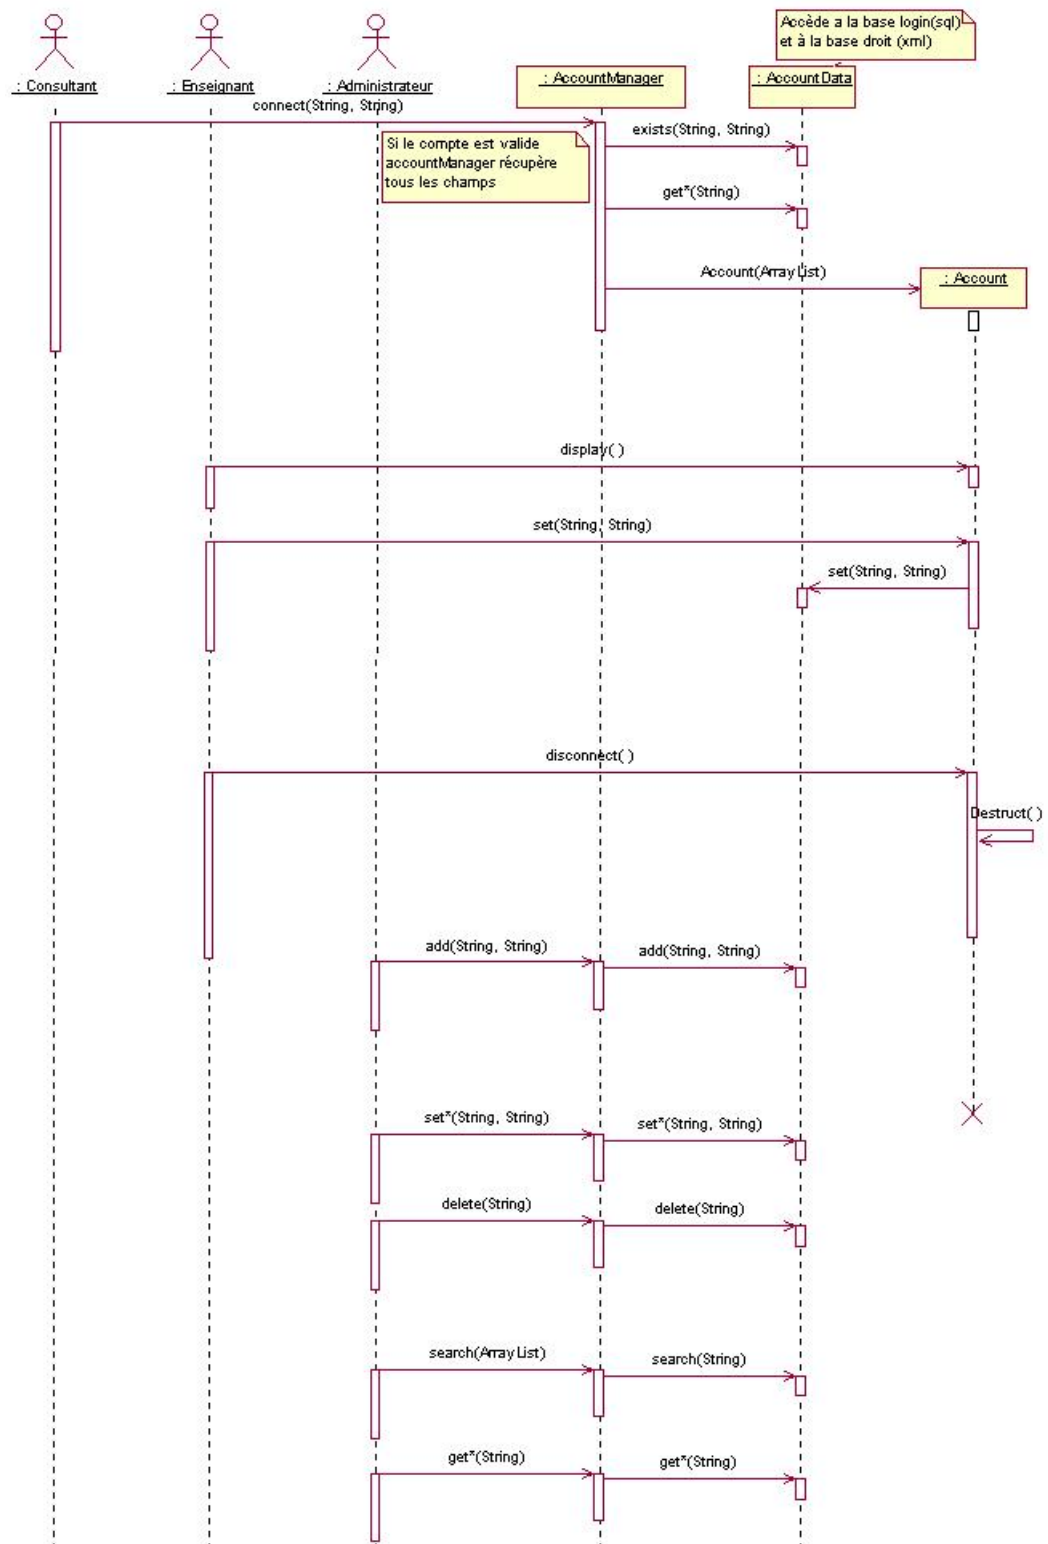 Accède a la base login(sql)
et à la base droit (xml)
: Consultant
: Enseignant
: Administrateur
: AccountManager
: AccountData
connect(String, String)
Si le compte est valide
accountManager récupère
tous les champs
exists(String, String)
get*(String)
Account(ArrayList)
: Account
display( )
set(String, String)
set(String, String)
disconnect( )
Destruct( )
add(String, String)
add(String, String)
set*(String, String)
set*(String, String)
delete(String)
delete(String)
search(ArrayList)
search(String)
get*(String)
get*(String)